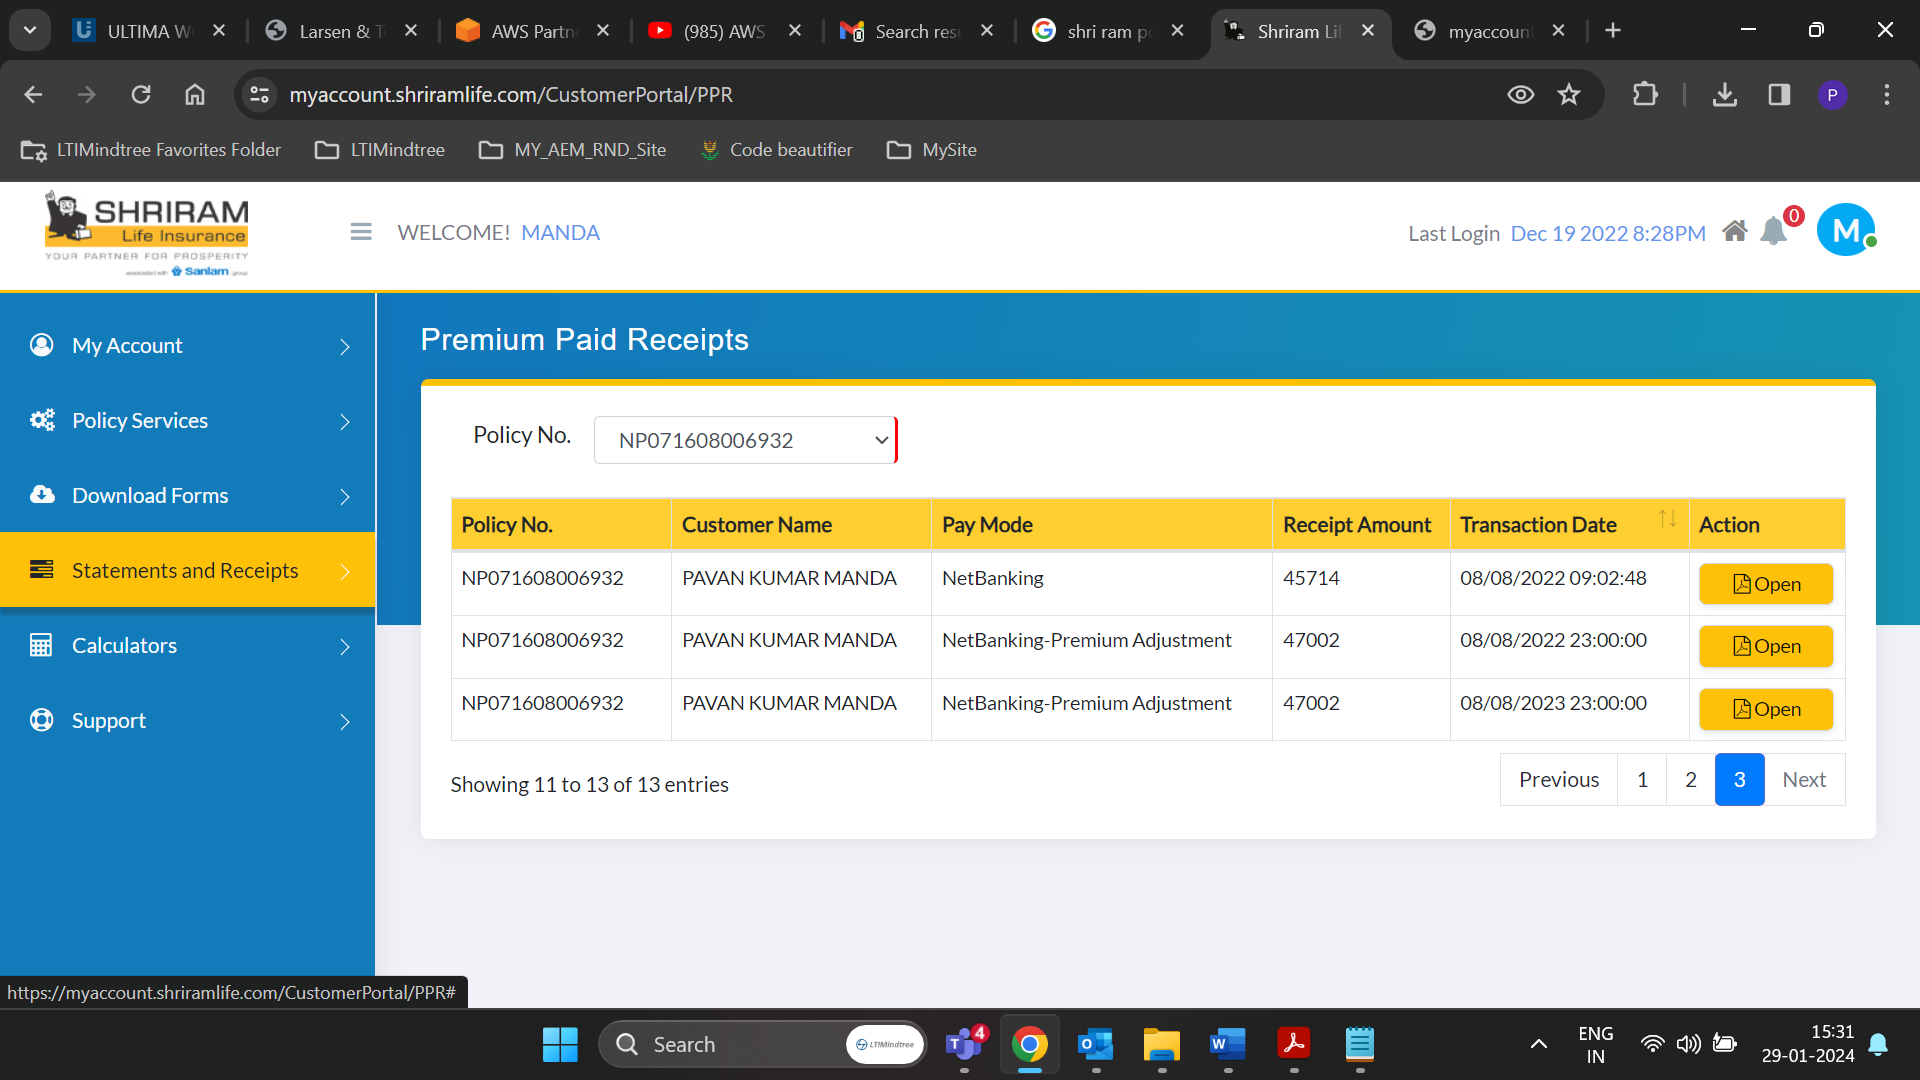 ULTIMA W
Larsen & T
AWS Partn
(985) AWS
Search res
shri ram p
Shriram Lif
myaccount
myaccount.shriramlife.com/CustomerPortal/PPR
P
LTIMindtree Favorites Folder
LTIMindtree
MY_AEM_RND_Site
Code beautifier
MySite
SHRIRAM
Life Insurance
YOUR PARTNER FOR PROSPERITY
associated with Sanlam group
WELCOME! MANDA
Last Login Dec 19 2022 8:28PM
0
M
My Account
Policy Services
Download Forms
Statements and Receipts
Calculators
Support
Premium Paid Receipts
Policy No. NP071608006932
Policy No. Customer Name Pay Mode Receipt Amount Transaction Date Action
NP071608006932 PAVAN KUMAR MANDA NetBanking 45714 08/08/2022 09:02:48 Open
NP071608006932 PAVAN KUMAR MANDA NetBanking-Premium Adjustment 47002 08/08/2022 23:00:00 Open
NP071608006932 PAVAN KUMAR MANDA NetBanking-Premium Adjustment 47002 08/08/2023 23:00:00 Open
Showing 11 to 13 of 13 entries
Previous 1 2 3 Next
https://myaccount.shriramlife.com/CustomerPortal/PPR#
Search
LTIMindtree
4
ENG
IN
15:31
29-01-2024